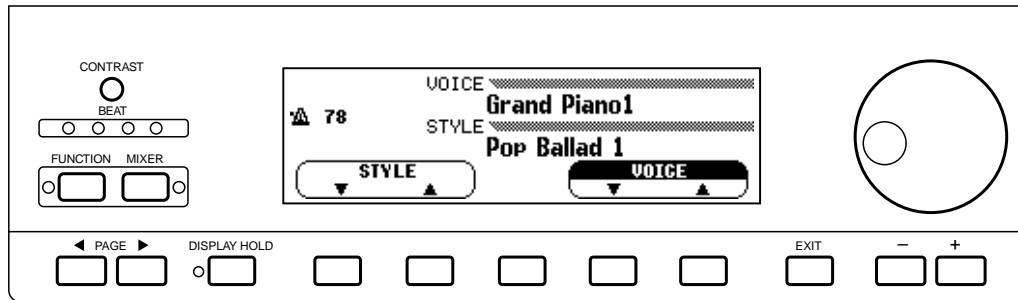 CONTRAST
BEAT
FUNCTION MIXER
VOICE
Grand Piano1
78
STYLE
Pop Ballad 1
STYLE
▼ ▲
VOICE
▼ ▲
◀ PAGE ▶
DISPLAY HOLD
EXIT
– +